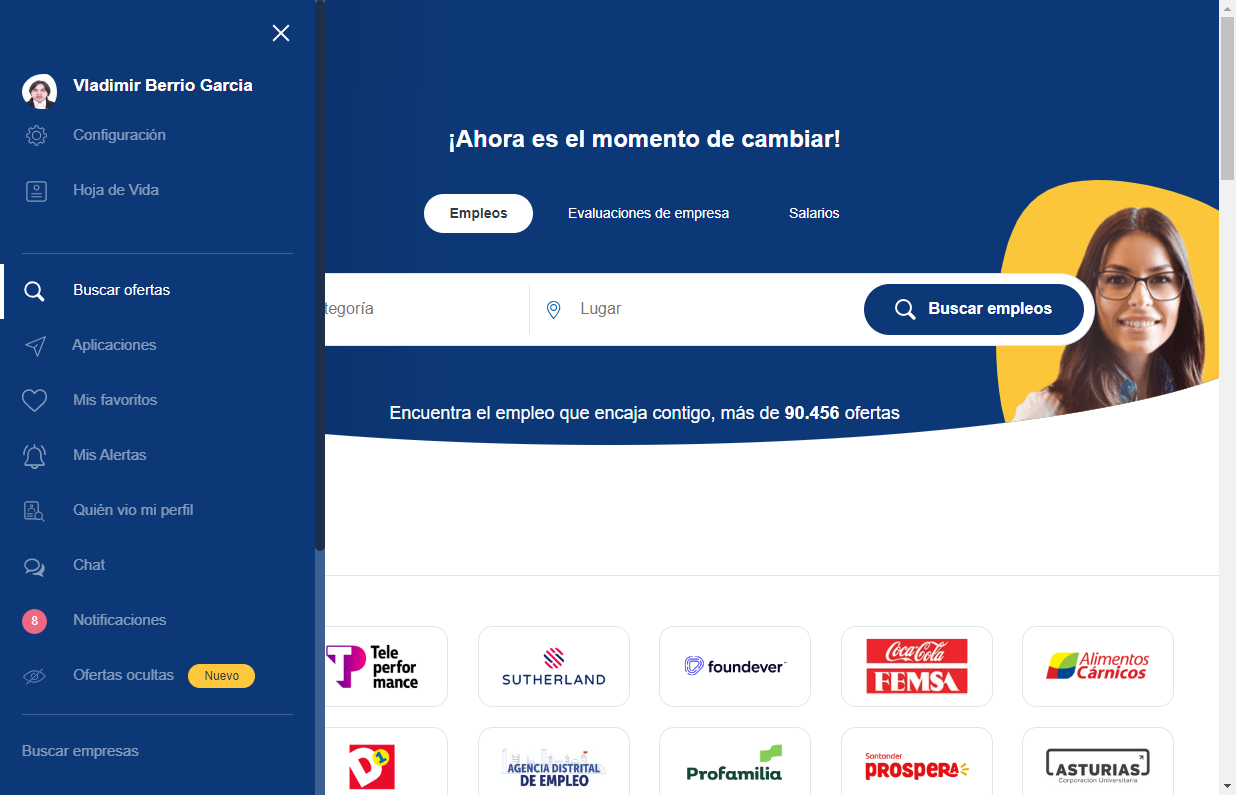 Vladimir Berrio Garcia
Configuración
Hoja de Vida
Buscar ofertas
Aplicaciones
Mis favoritos
Mis Alertas
Quién vio mi perfil
Chat
8 Notificaciones
Ofertas ocultas Nuevo
Buscar empresas
¡Ahora es el momento de cambiar!
Empleos Evaluaciones de empresa Salarios
tegoría Lugar Buscar empleos
Encuentra el empleo que encaja contigo, más de 90.456 ofertas
Tele
perfor
mance
SUTHERLAND
foundever
Coca-Cola
FEMSA
Alimentos
Cárnicos
D1
AGENCIA DISTRITAL
DE EMPLEO
Profamilia
Santander
PROSPERA
ASTURIAS
Corporación Universitaria